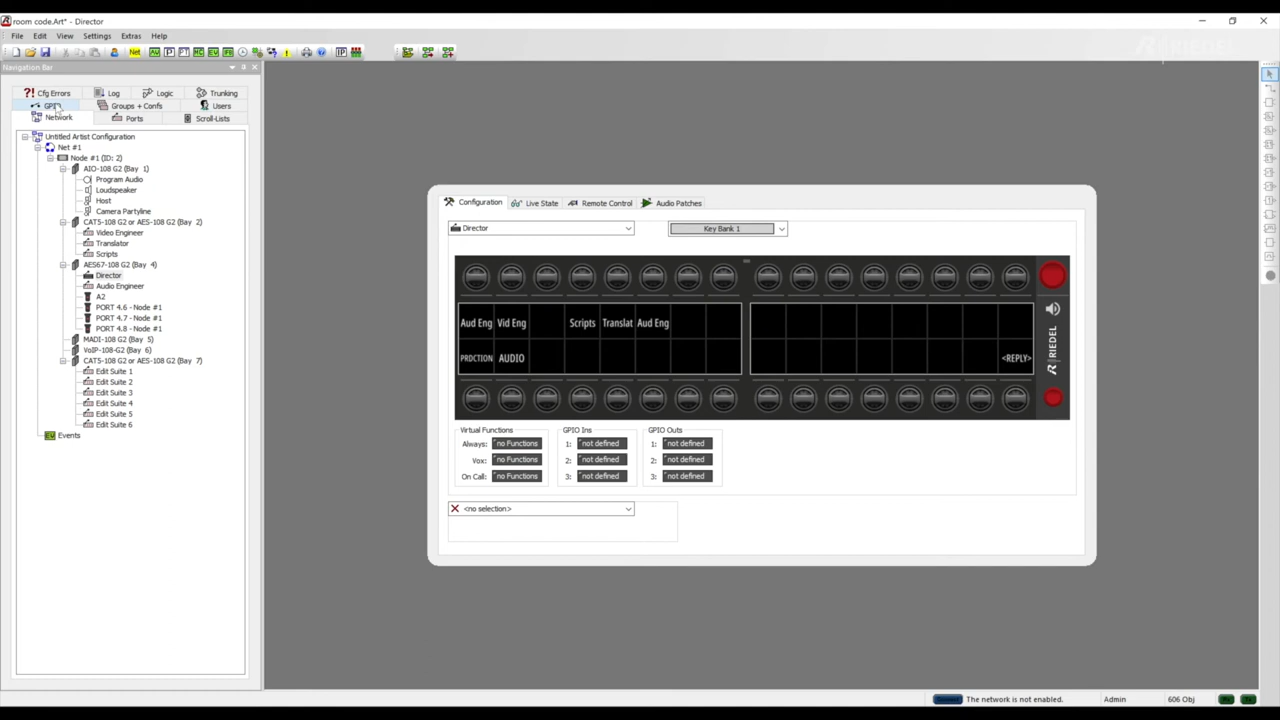 room code.Art* - Director
File Edit View Settings Extras Help
Net AV P PT MC EU IFB IP
RIEDEL
Navigation Bar
Cfg Errors Log Logic Trunking
GPIO Groups + Confs Users
Network Ports Scroll-Lists
Untitled Artist Configuration
Net #1
Node #1 (ID: 2)
AIO-108 G2 (Bay 1)
Program Audio
Loudspeaker
Host
Camera Partyline
CAT5-108 G2 or AES-108 G2 (Bay 2)
Video Engineer
Translator
Scripts
AES67-108 G2 (Bay 4)
Director
Audio Engineer
A2
PORT 4.6 - Node #1
PORT 4.7 - Node #1
PORT 4.8 - Node #1
MADI-108 G2 (Bay 5)
VoIP-108-G2 (Bay 6)
CAT5-108 G2 or AES-108 G2 (Bay 7)
Edit Suite 1
Edit Suite 2
Edit Suite 3
Edit Suite 4
Edit Suite 5
Edit Suite 6
Events
Configuration Live State Remote Control Audio Patches
Director Key Bank 1
Aud Eng Vid Eng Scripts Translat Aud Eng
PRDCTION AUDIO <REPLY>
RIEDEL
Virtual Functions GPIO Ins GPIO Outs
Always: no Functions 1: not defined 1: not defined
Vox: no Functions 2: not defined 2: not defined
On Call: no Functions 3: not defined 3: not defined
<no selection>
The network is not enabled. Admin 606 Obj